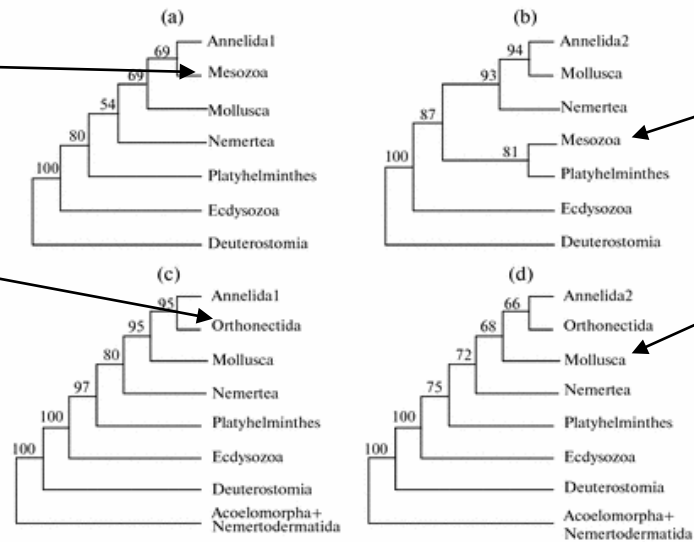 (a)
69
Annelida1
69
Mesozoa
54
Mollusca
80
Nemertea
100
Platyhelminthes
Ecdysozoa
Deuterostomia
(b)
94
Annelida2
93
Mollusca
87
Nemertea
Mesozoa
100
81
Platyhelminthes
Ecdysozoa
Deuterostomia
(c)
95
Annelida1
95
Orthonectida
80
Mollusca
97
Nemertea
100
Platyhelminthes
100
Ecdysozoa
Deuterostomia
Acoelomorpha+
Nemertodermatida
(d)
66
Annelida2
68
Orthonectida
72
Mollusca
75
Nemertea
100
Platyhelminthes
100
Ecdysozoa
Deuterostomia
Acoelomorpha+
Nemertodermatida